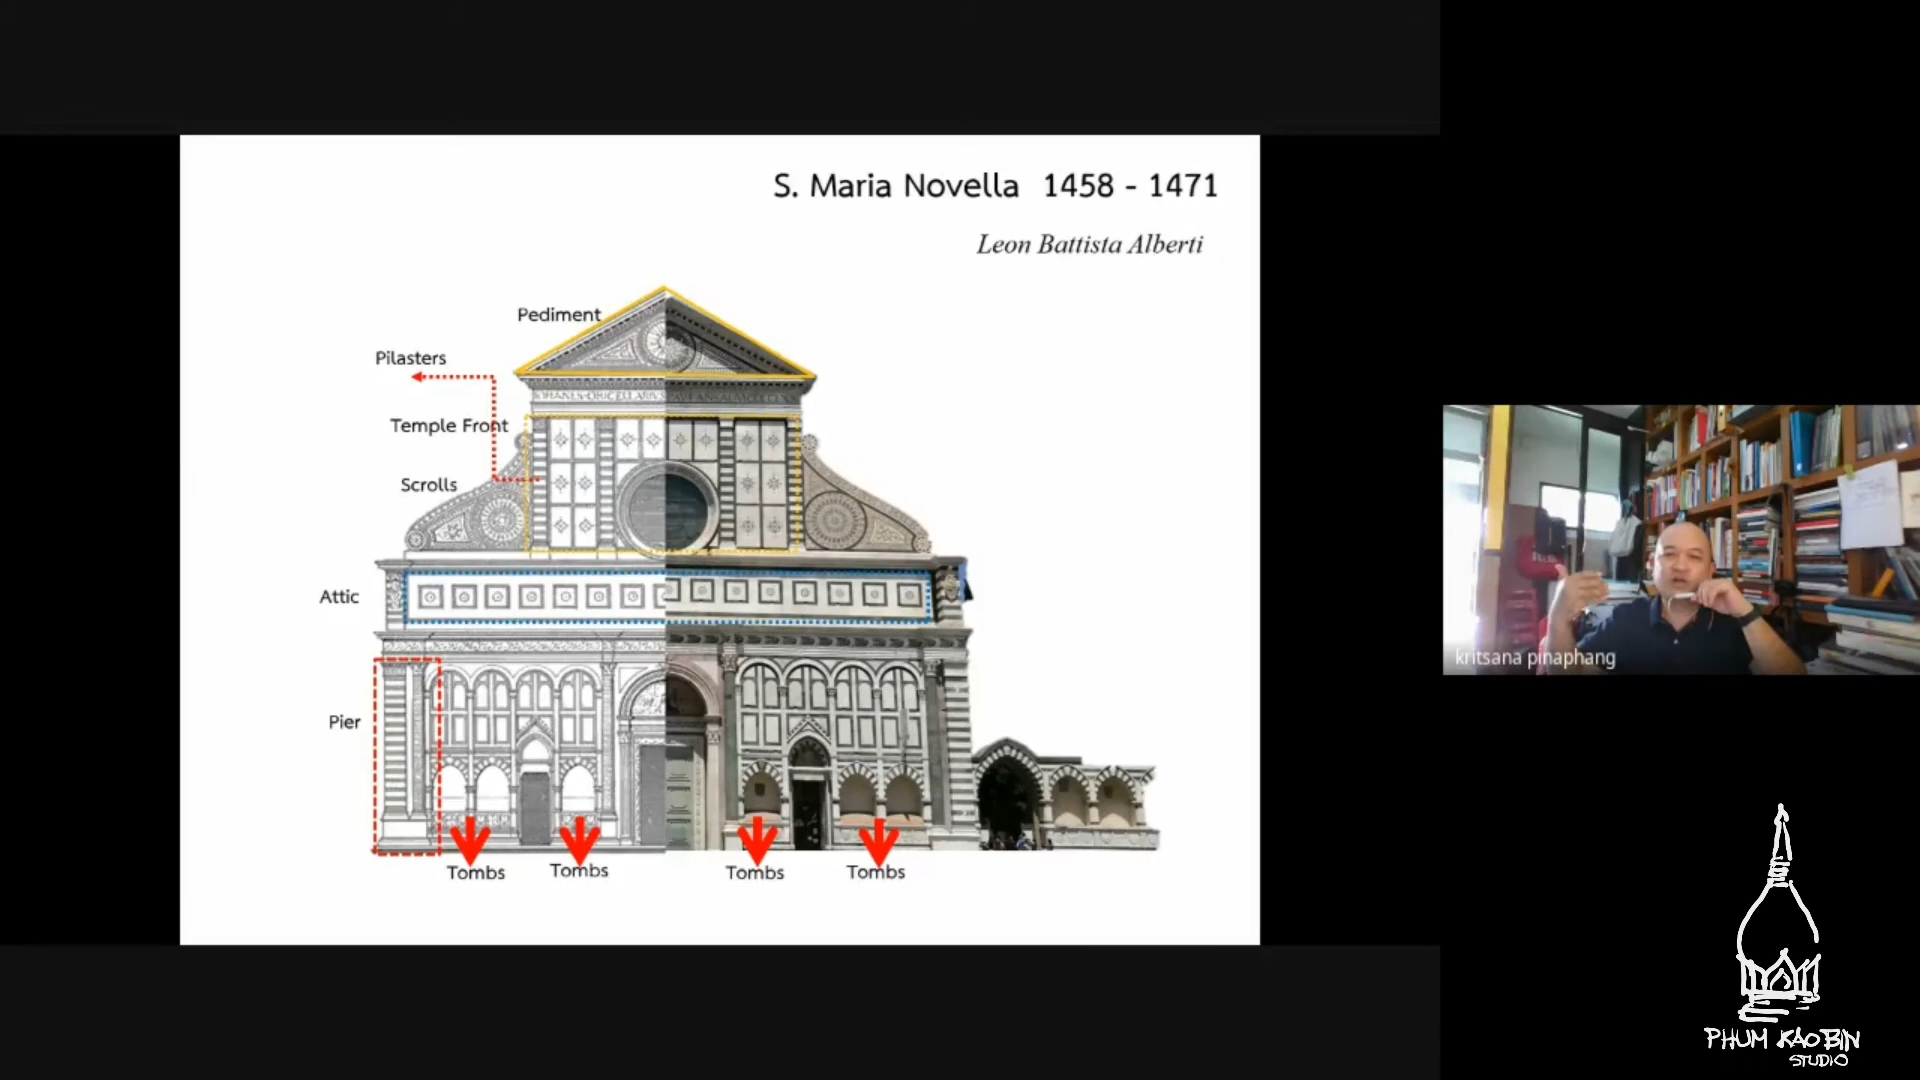 S. Maria Novella 1458 - 1471
Leon Battista Alberti
Pediment
Pilasters
Temple Front
Scrolls
Attic
Pier
Tombs
Tombs
Tombs
Tombs
kritsana pinaphang
PHUM KAOBIN
STUDIO